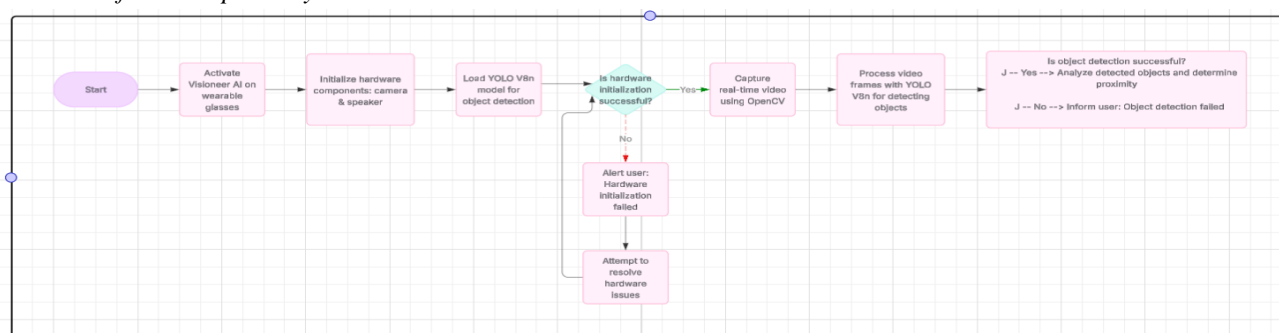 Start
Activate
Visioneer AI on
wearable
glasses
Initialize hardware
components: camera
& speaker
Load YOLO V8n
model for
object detection
Is hardware
initialization
successful?
Yes
Capture
real-time video
using OpenCV
Process video
frames with YOLO
V8n for detecting
objects
Is object detection successful?
J -- Yes --> Analyze detected objects and determine
proximity
J -- No --> Inform user: Object detection failed
No
Alert user:
Hardware
initialization
failed
Attempt to
resolve
hardware
issues